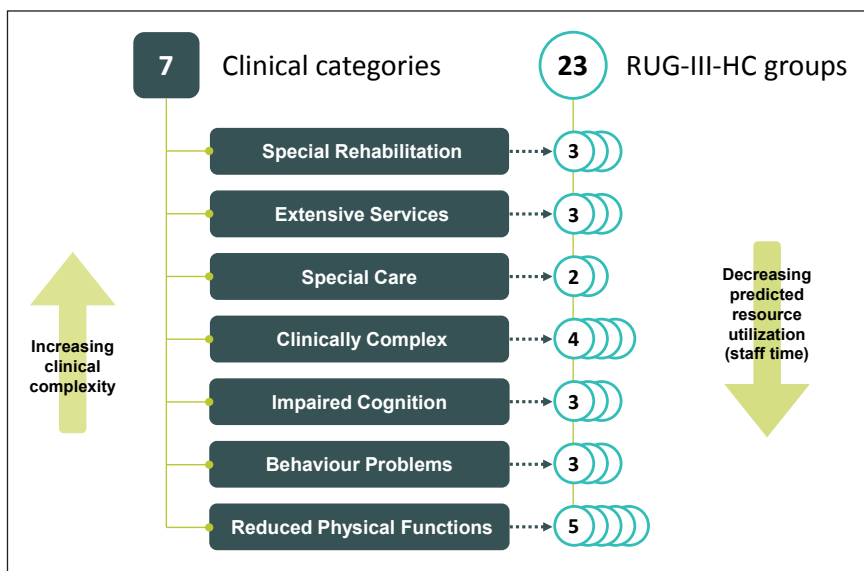 7 Clinical categories 23 RUG-III-HC groups
Special Rehabilitation 3
Extensive Services 3
Special Care 2
Clinically Complex 4
Impaired Cognition 3
Behaviour Problems 3
Reduced Physical Functions 5
Increasing
clinical
complexity
Decreasing
predicted
resource
utilization
(staff time)